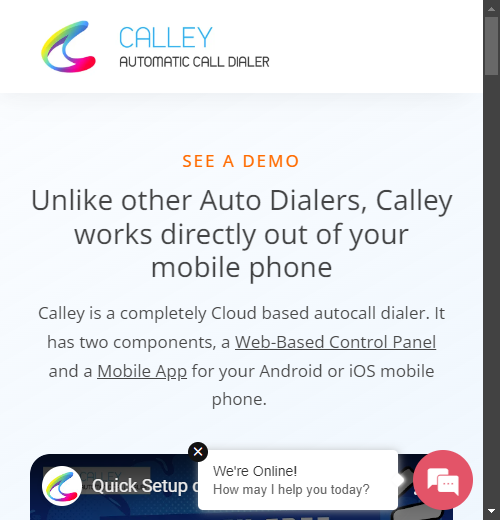 CALLEY
AUTOMATIC CALL DIALER
SEE A DEMO
Unlike other Auto Dialers, Calley
works directly out of your
mobile phone
Calley is a completely Cloud based autocall dialer. It
has two components, a Web-Based Control Panel
and a Mobile App for your Android or iOS mobile
phone.
CALLEY
Quick Setup
We're Online!
How may I help you today?